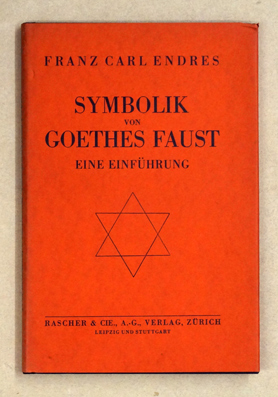 FRANZ CARL ENDRES
SYMBOLIK
VON
GOETHES FAUST
EINE EINFÜHRUNG
RASCHER & CIE., A.-G., VERLAG, ZÜRICH
LEIPZIG UND STUTTGART